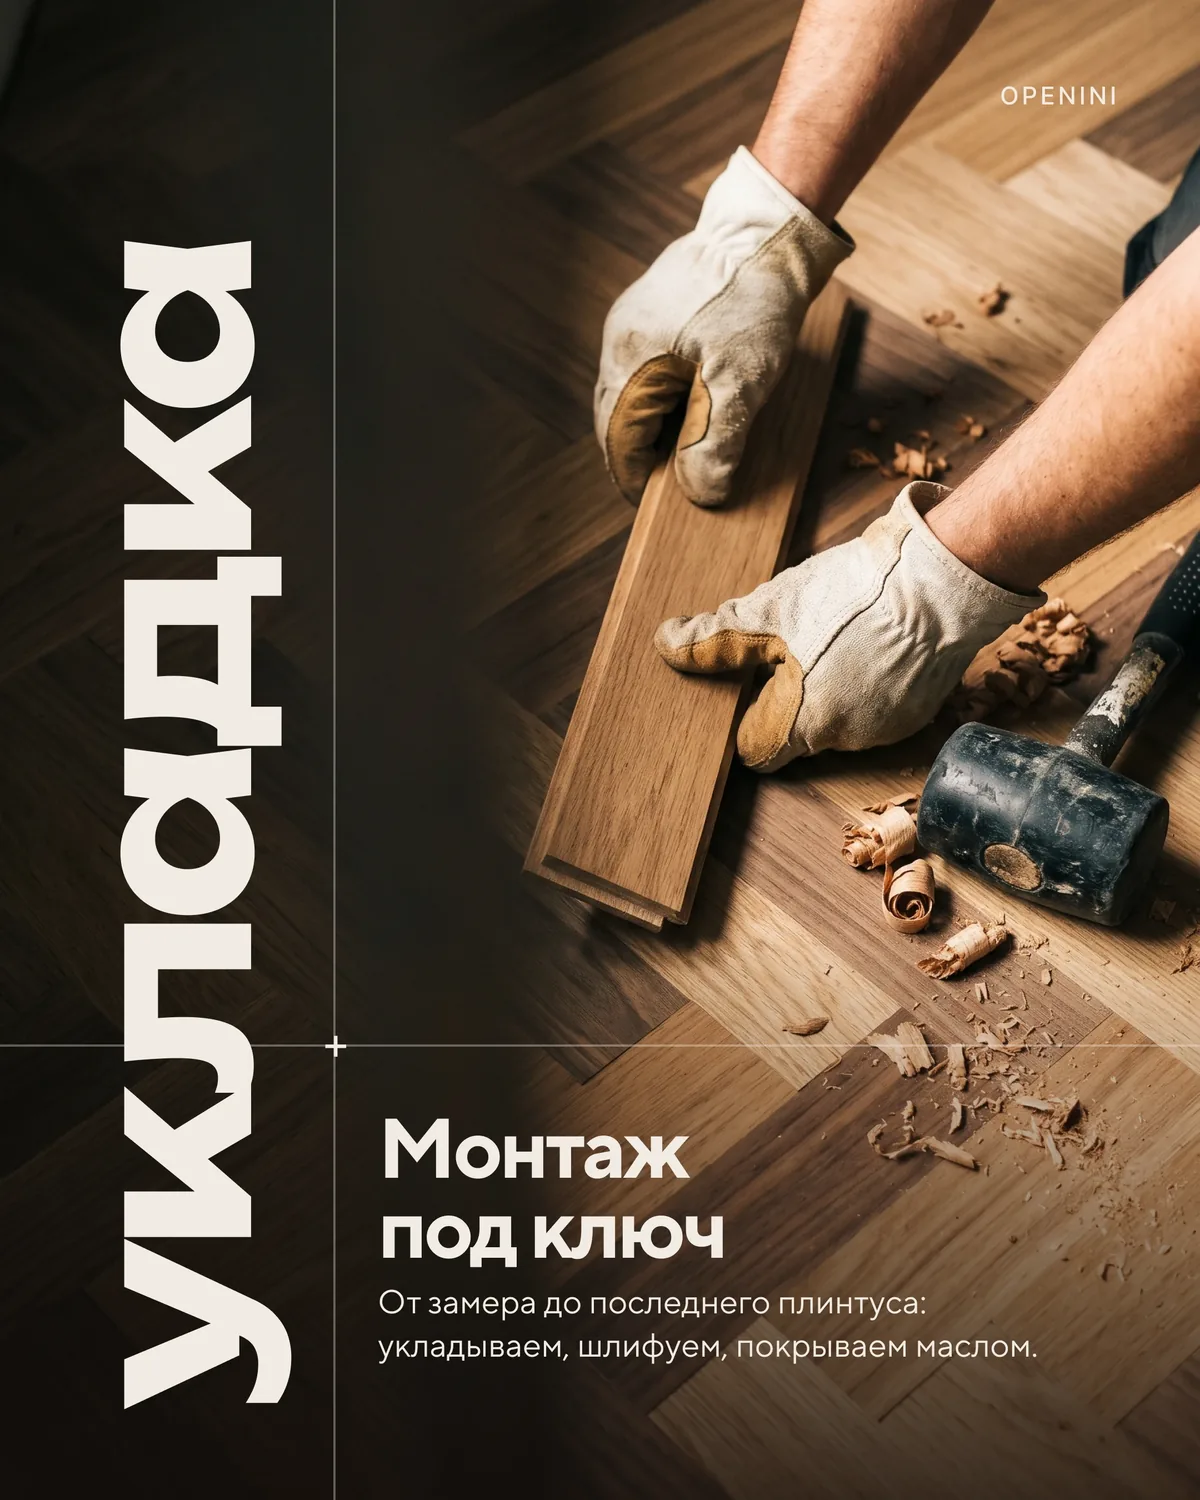 OPENINI
укладка
Монтаж
под ключ
От замера до последнего плинтуса:
укладываем, шлифуем, покрываем маслом.